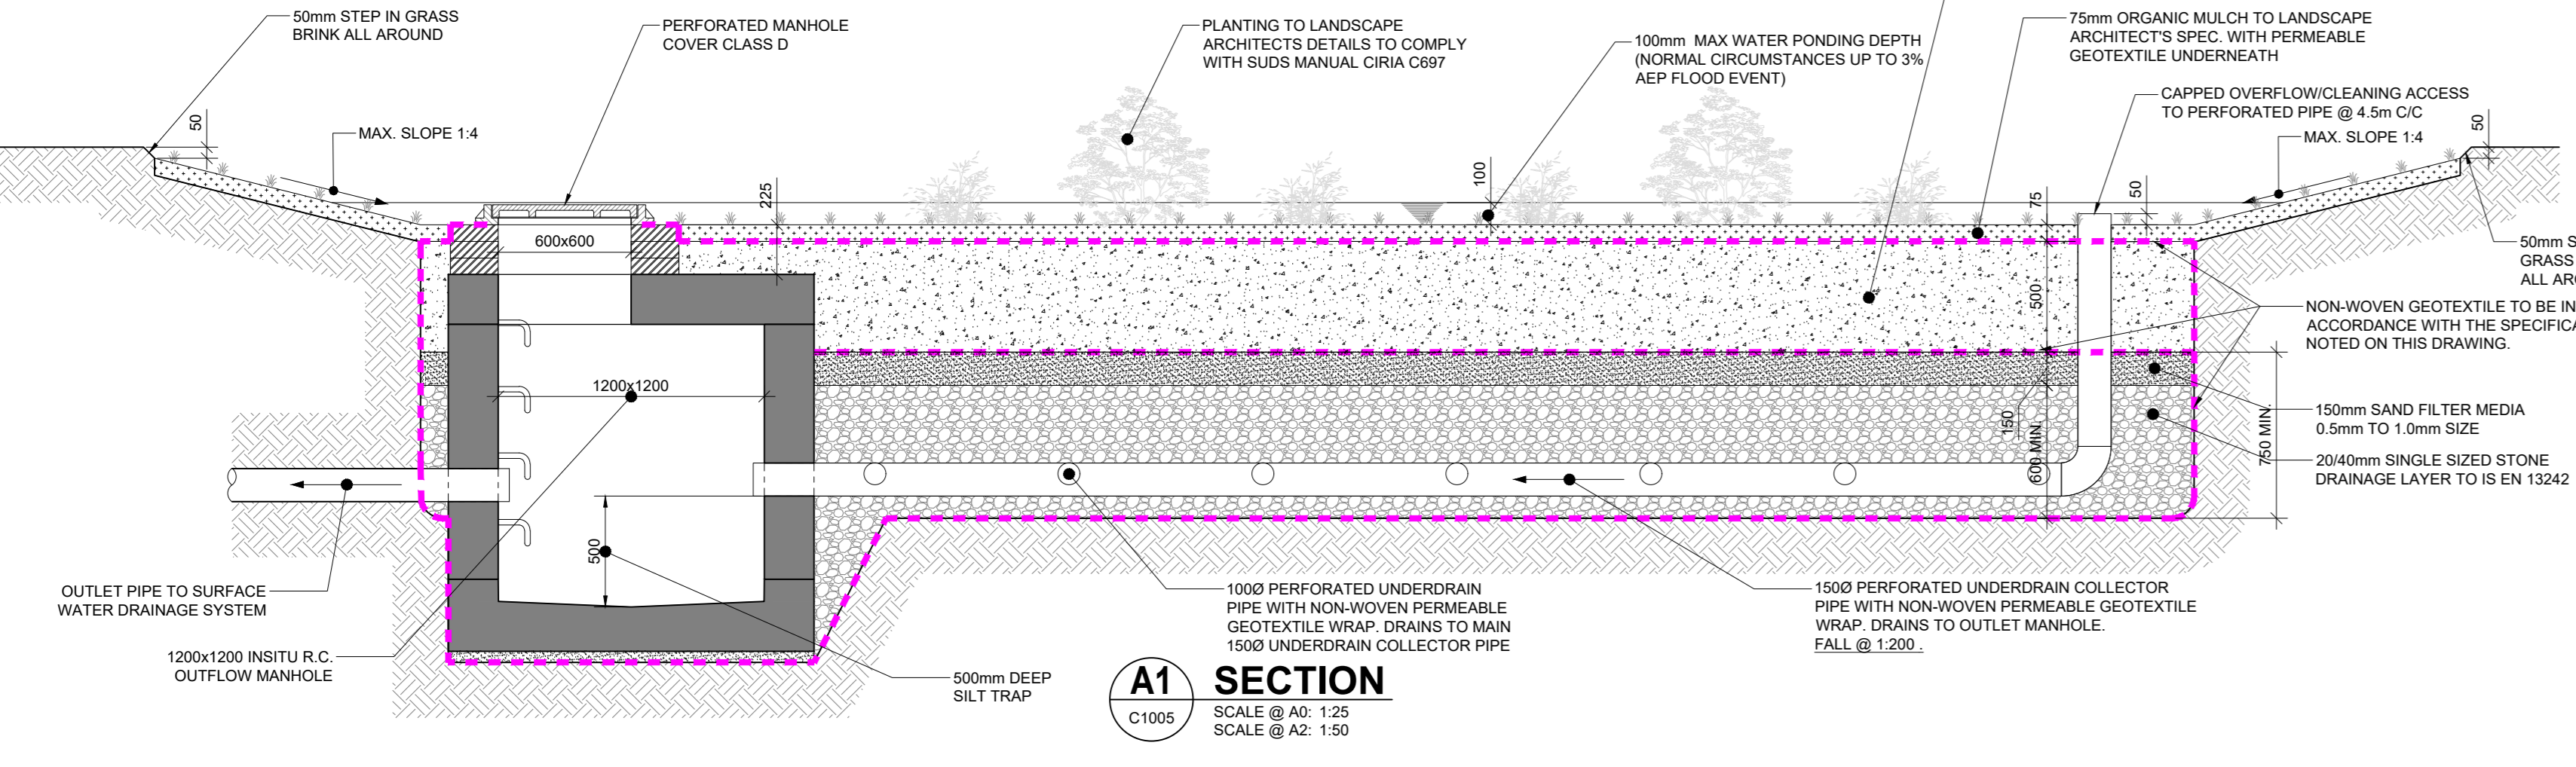 50mm STEP IN GRASS
BRINK ALL AROUND
PERFORATED MANHOLE
COVER CLASS D
PLANTING TO LANDSCAPE
ARCHITECTS DETAILS TO COMPLY
WITH SUDS MANUAL CIRIA C697
100mm MAX WATER PONDING DEPTH
(NORMAL CIRCUMSTANCES UP TO 3%
AEP FLOOD EVENT)
75mm ORGANIC MULCH TO LANDSCAPE
ARCHITECT'S SPEC. WITH PERMEABLE
GEOTEXTILE UNDERNEATH
CAPPED OVERFLOW/CLEANING ACCESS
TO PERFORATED PIPE @ 4.5m C/C
50
MAX. SLOPE 1:4
MAX. SLOPE 1:4
50
225
100
75
50
600x600
50mm S
GRASS
ALL ARO
500
NON-WOVEN GEOTEXTILE TO BE IN
ACCORDANCE WITH THE SPECIFICA
NOTED ON THIS DRAWING.
1200x1200
150
600 MIN.
750 MIN.
150mm SAND FILTER MEDIA
0.5mm TO 1.0mm SIZE
20/40mm SINGLE SIZED STONE
DRAINAGE LAYER TO IS EN 13242
500
OUTLET PIPE TO SURFACE
WATER DRAINAGE SYSTEM
1200x1200 INSITU R.C.
OUTFLOW MANHOLE
500mm DEEP
SILT TRAP
100Ø PERFORATED UNDERDRAIN
PIPE WITH NON-WOVEN PERMEABLE
GEOTEXTILE WRAP. DRAINS TO MAIN
150Ø UNDERDRAIN COLLECTOR PIPE
150Ø PERFORATED UNDERDRAIN COLLECTOR
PIPE WITH NON-WOVEN PERMEABLE GEOTEXTILE
WRAP. DRAINS TO OUTLET MANHOLE.
FALL @ 1:200 .
A1
C1005
SECTION
SCALE @ A0: 1:25
SCALE @ A2: 1:50